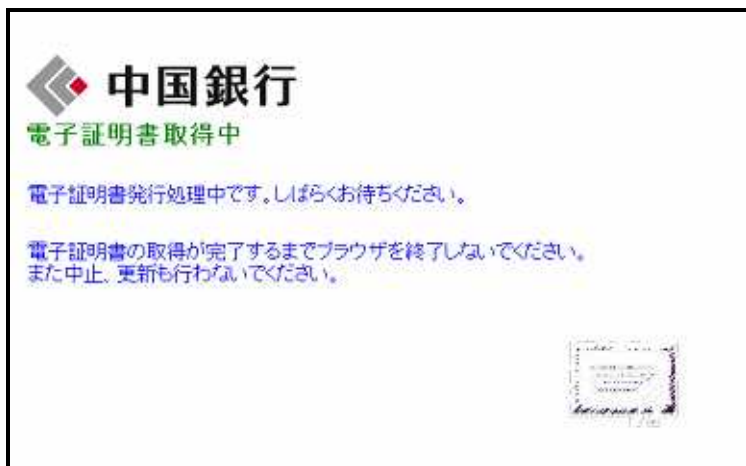 中国銀行
電子証明書取得中
電子証明書発行処理中です。しばらくお待ちください。
電子証明書の取得が完了するまでブラウザを終了しないでください。
また中止、更新も行わないでください。